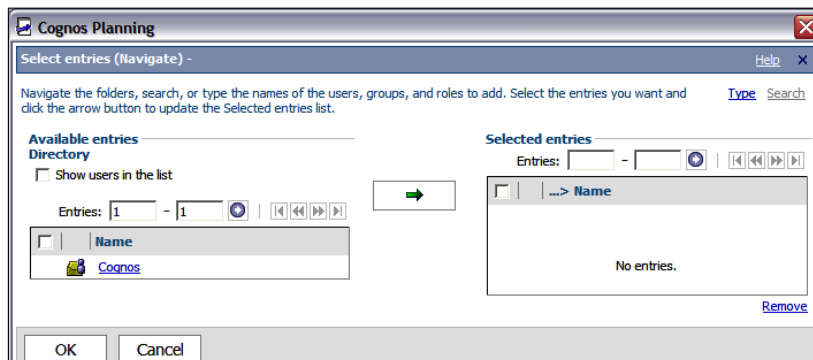 Cognos Planning
Select entries (Navigate) -
Help
Navigate the folders, search, or type the names of the users, groups, and roles to add. Select the entries you want and
click the arrow button to update the Selected entries list.
Type Search
Available entries
Directory
Show users in the list
Entries: 1 - 1
Name
Cognos
Selected entries
Entries: -
...> Name
No entries.
Remove
OK Cancel